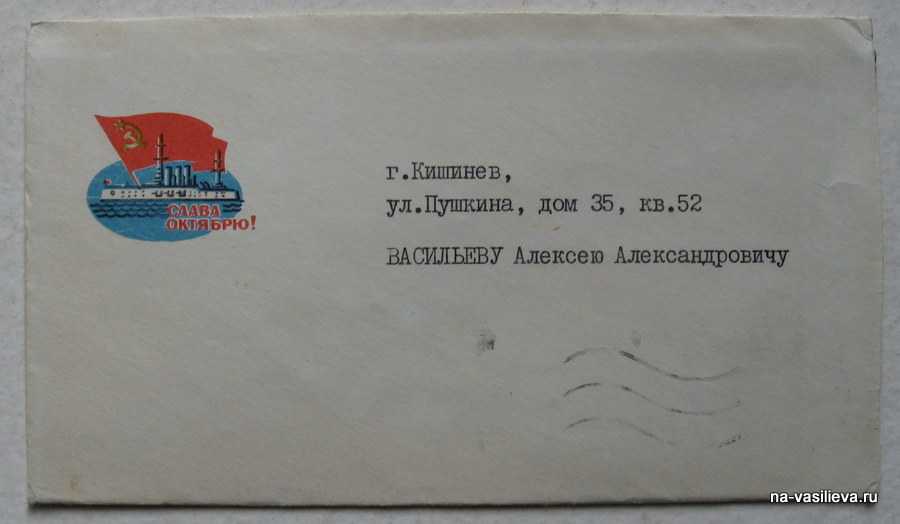 СЛАВА
ОКТЯБРЮ!
г.Кишинев,
ул.Пушкина, дом 35, кв.52
ВАСИЛЬЕВУ Алексею Александровичу
na-vasilieva.ru